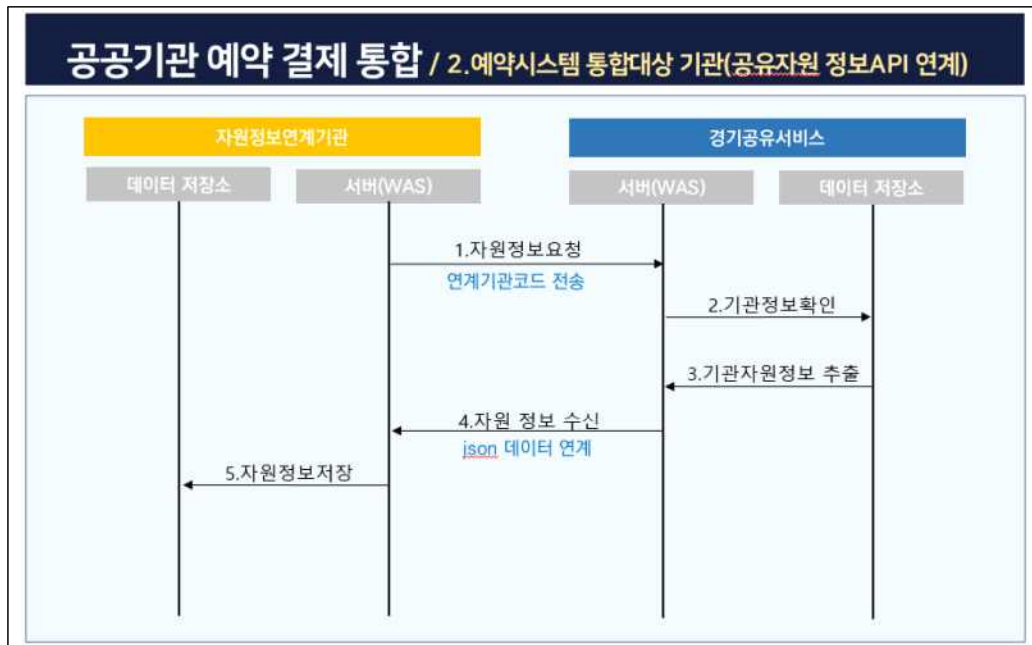 공공기관 예약 결제 통합 / 2.예약시스템 통합대상 기관(공유자원 정보API 연계)
자원정보연계기관
경기공유서비스
데이터 저장소
서버(WAS)
서버(WAS)
데이터 저장소
1.자원정보요청
연계기관코드 전송
2.기관정보확인
3.기관자원정보 추출
4.자원 정보 수신
json 데이터 연계
5.자원정보저장